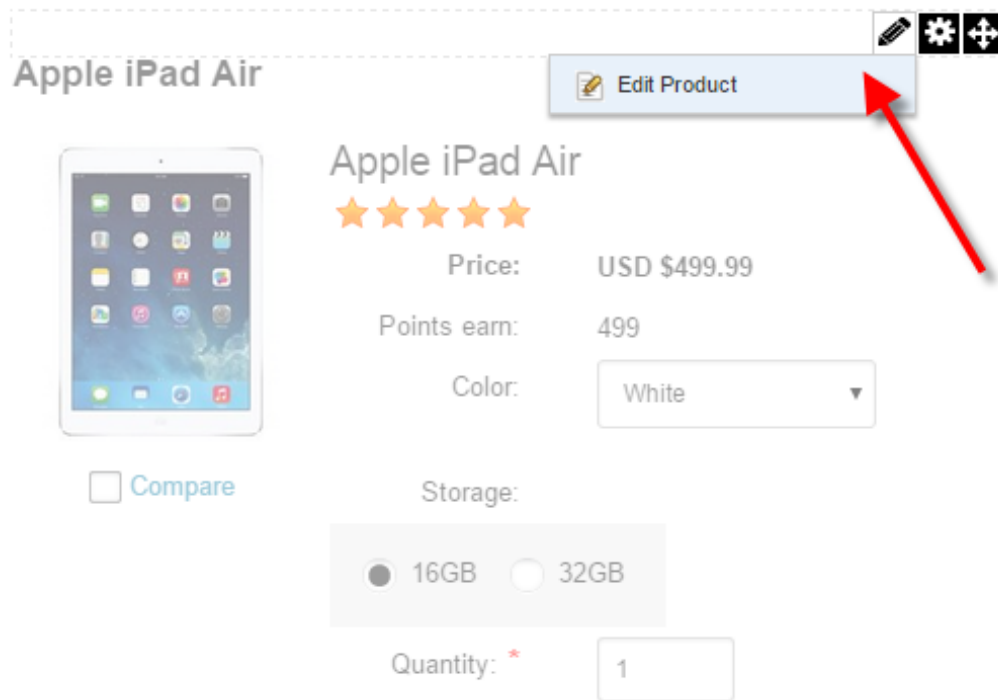 Apple iPad Air
Edit Product
Apple iPad Air
Price: USD $499.99
Points earn: 499
Color: White
Compare
Storage:
16GB 32GB
Quantity: * 1